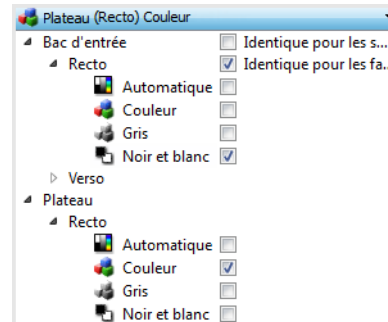 Plateau (Recto) Couleur
Bac d'entrée Identique pour les s...
Recto Identique pour les fa..
Automatique
Couleur
Gris
Noir et blanc
Verso
Plateau
Recto
Automatique
Couleur
Gris
Noir et blanc